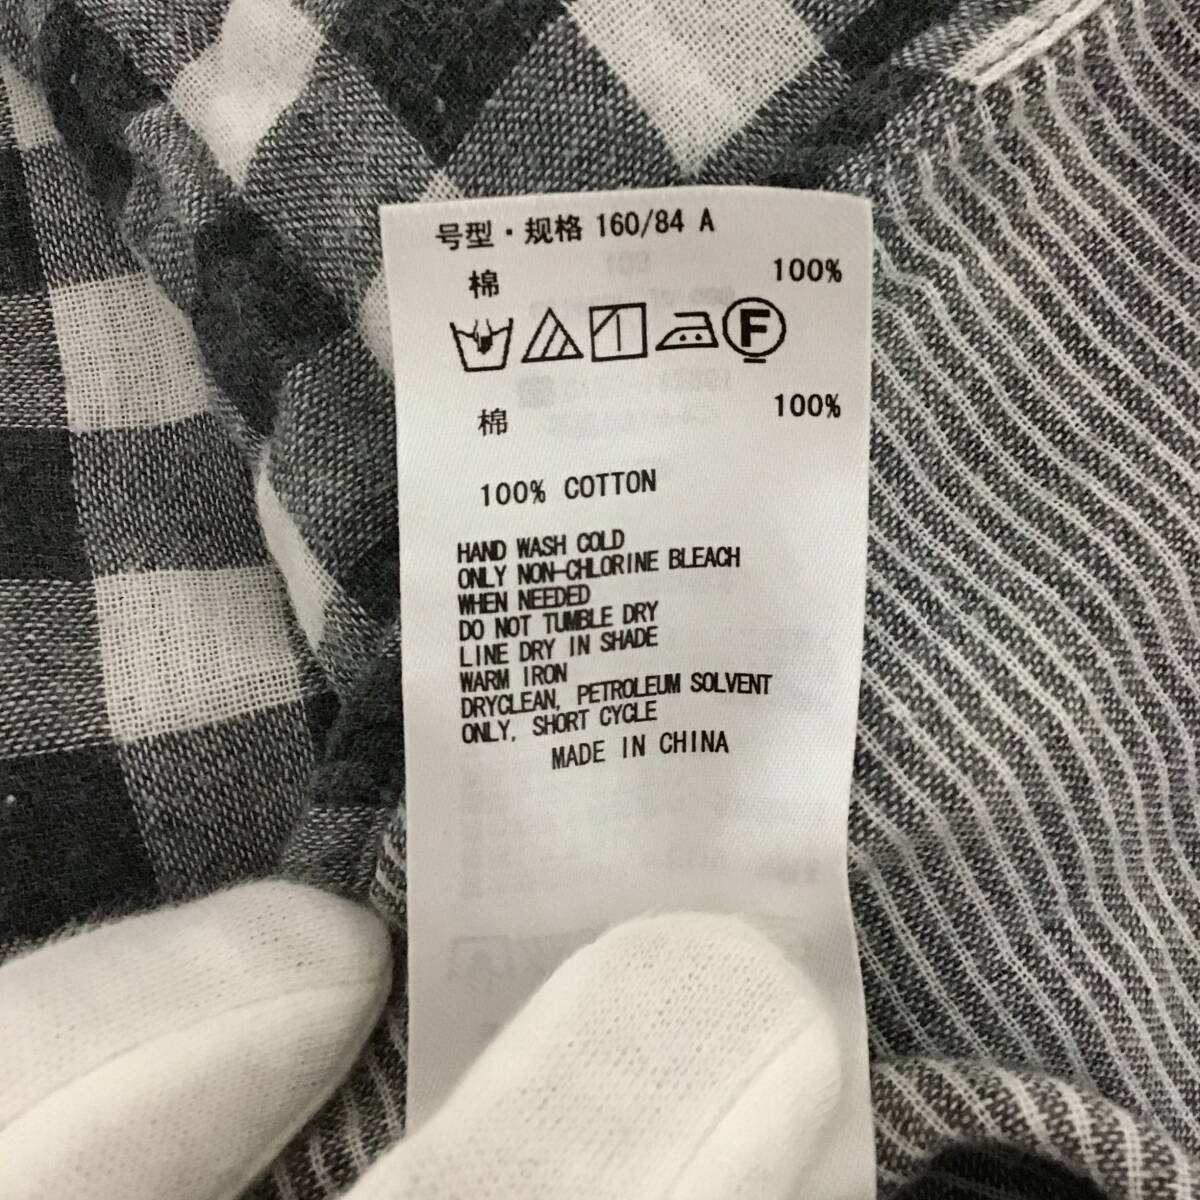 号型・规格 160/84 A
棉 100%
F
棉 100%
100% COTTON
HAND WASH COLD
ONLY NON-CHLORINE BLEACH
WHEN NEEDED
DO NOT TUMBLE DRY
LINE DRY IN SHADE
WARM IRON
DRYCLEAN, PETROLEUM SOLVENT
ONLY, SHORT CYCLE
MADE IN CHINA